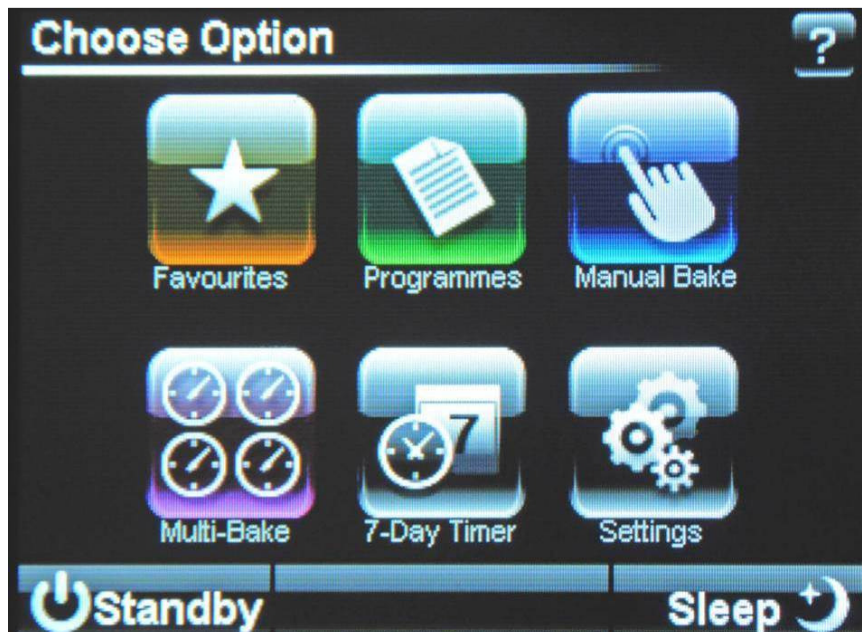 Choose Option ?
Favourites Programmes Manual Bake
7
Multi-Bake 7-Day Timer Settings
Standby Sleep